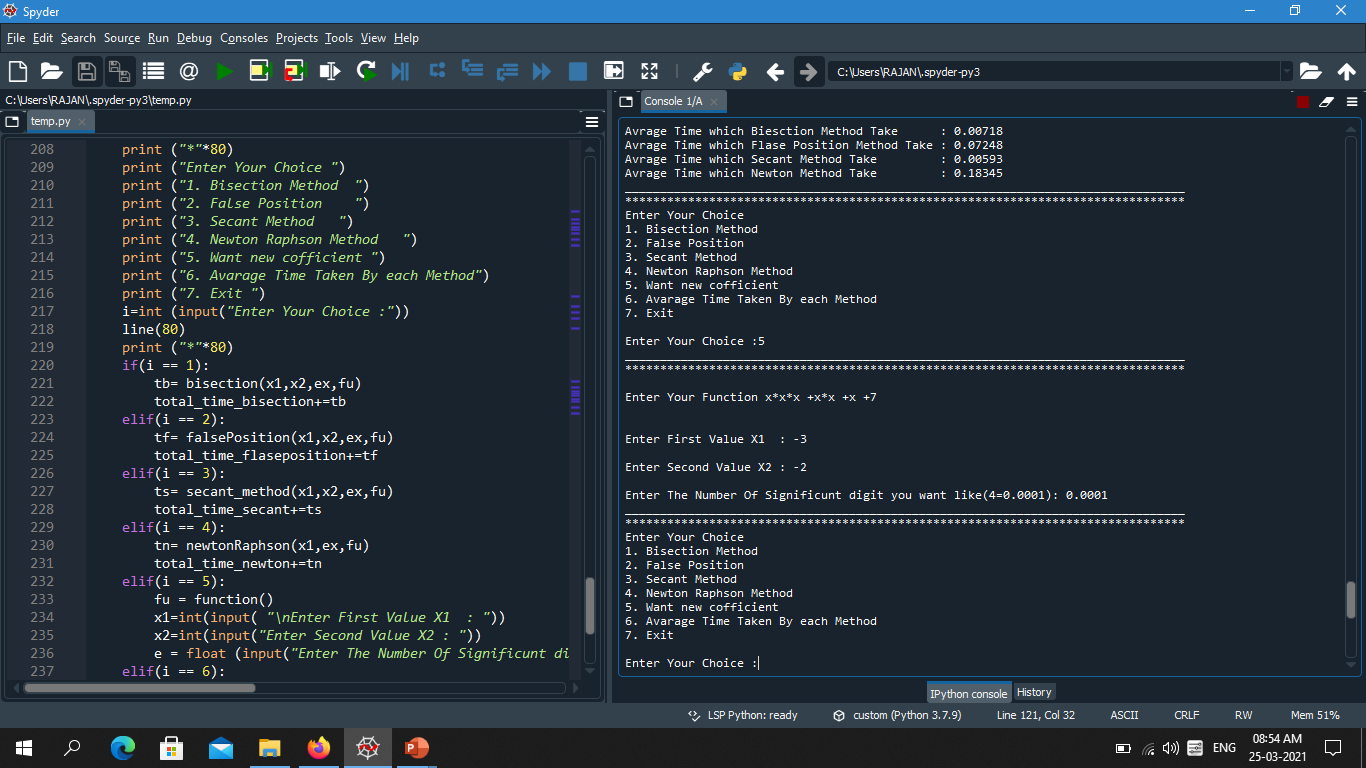 Spyder
File Edit Search Source Run Debug Consoles Projects Tools View Help
C:\Users\RAJAN\.spyder-py3
C:\Users\RAJAN\.spyder-py3\temp.py
temp.py
208 print ("*"*80)
209 print ("Enter Your Choice ")
210 print ("1. Bisection Method  ")
211 print ("2. False Position    ")
212 print ("3. Secant Method   ")
213 print ("4. Newton Raphson Method   ")
214 print ("5. Want new cofficient ")
215 print ("6. Avarage Time Taken By each Method")
216 print ("7. Exit ")
217 i=int (input("Enter Your Choice :"))
218 line(80)
219 print ("*"*80)
220 if(i == 1):
221 tb= bisection(x1,x2,ex,fu)
222 total_time_bisection+=tb
223 elif(i == 2):
224 tf= falsePosition(x1,x2,ex,fu)
225 total_time_flaseposition+=tf
226 elif(i == 3):
227 ts= secant_method(x1,x2,ex,fu)
228 total_time_secant+=ts
229 elif(i == 4):
230 tn= newtonRaphson(x1,ex,fu)
231 total_time_newton+=tn
232 elif(i == 5):
233 fu = function()
234 x1=int(input( "\nEnter First Value X1  : "))
235 x2=int(input("Enter Second Value X2 : "))
236 e = float (input("Enter The Number Of Significunt di
237 elif(i == 6):
Console 1/A
Avrage Time which Biesction Method Take      : 0.00718
Avrage Time which Flase Position Method Take : 0.07248
Avrage Time which Secant Method Take         : 0.00593
Avrage Time which Newton Method Take         : 0.18345
________________________________________________________________________________
********************************************************************************
Enter Your Choice
1. Bisection Method
2. False Position
3. Secant Method
4. Newton Raphson Method
5. Want new cofficient
6. Avarage Time Taken By each Method
7. Exit
Enter Your Choice :5
________________________________________________________________________________
********************************************************************************
Enter Your Function x*x*x +x*x +x +7
Enter First Value X1  : -3
Enter Second Value X2 : -2
Enter The Number Of Significunt digit you want like(4=0.0001): 0.0001
________________________________________________________________________________
********************************************************************************
Enter Your Choice
1. Bisection Method
2. False Position
3. Secant Method
4. Newton Raphson Method
5. Want new cofficient
6. Avarage Time Taken By each Method
7. Exit
Enter Your Choice :
IPython console History
LSP Python: ready custom (Python 3.7.9) Line 121, Col 32 ASCII CRLF RW Mem 51%
ENG
08:54 AM
25-03-2021